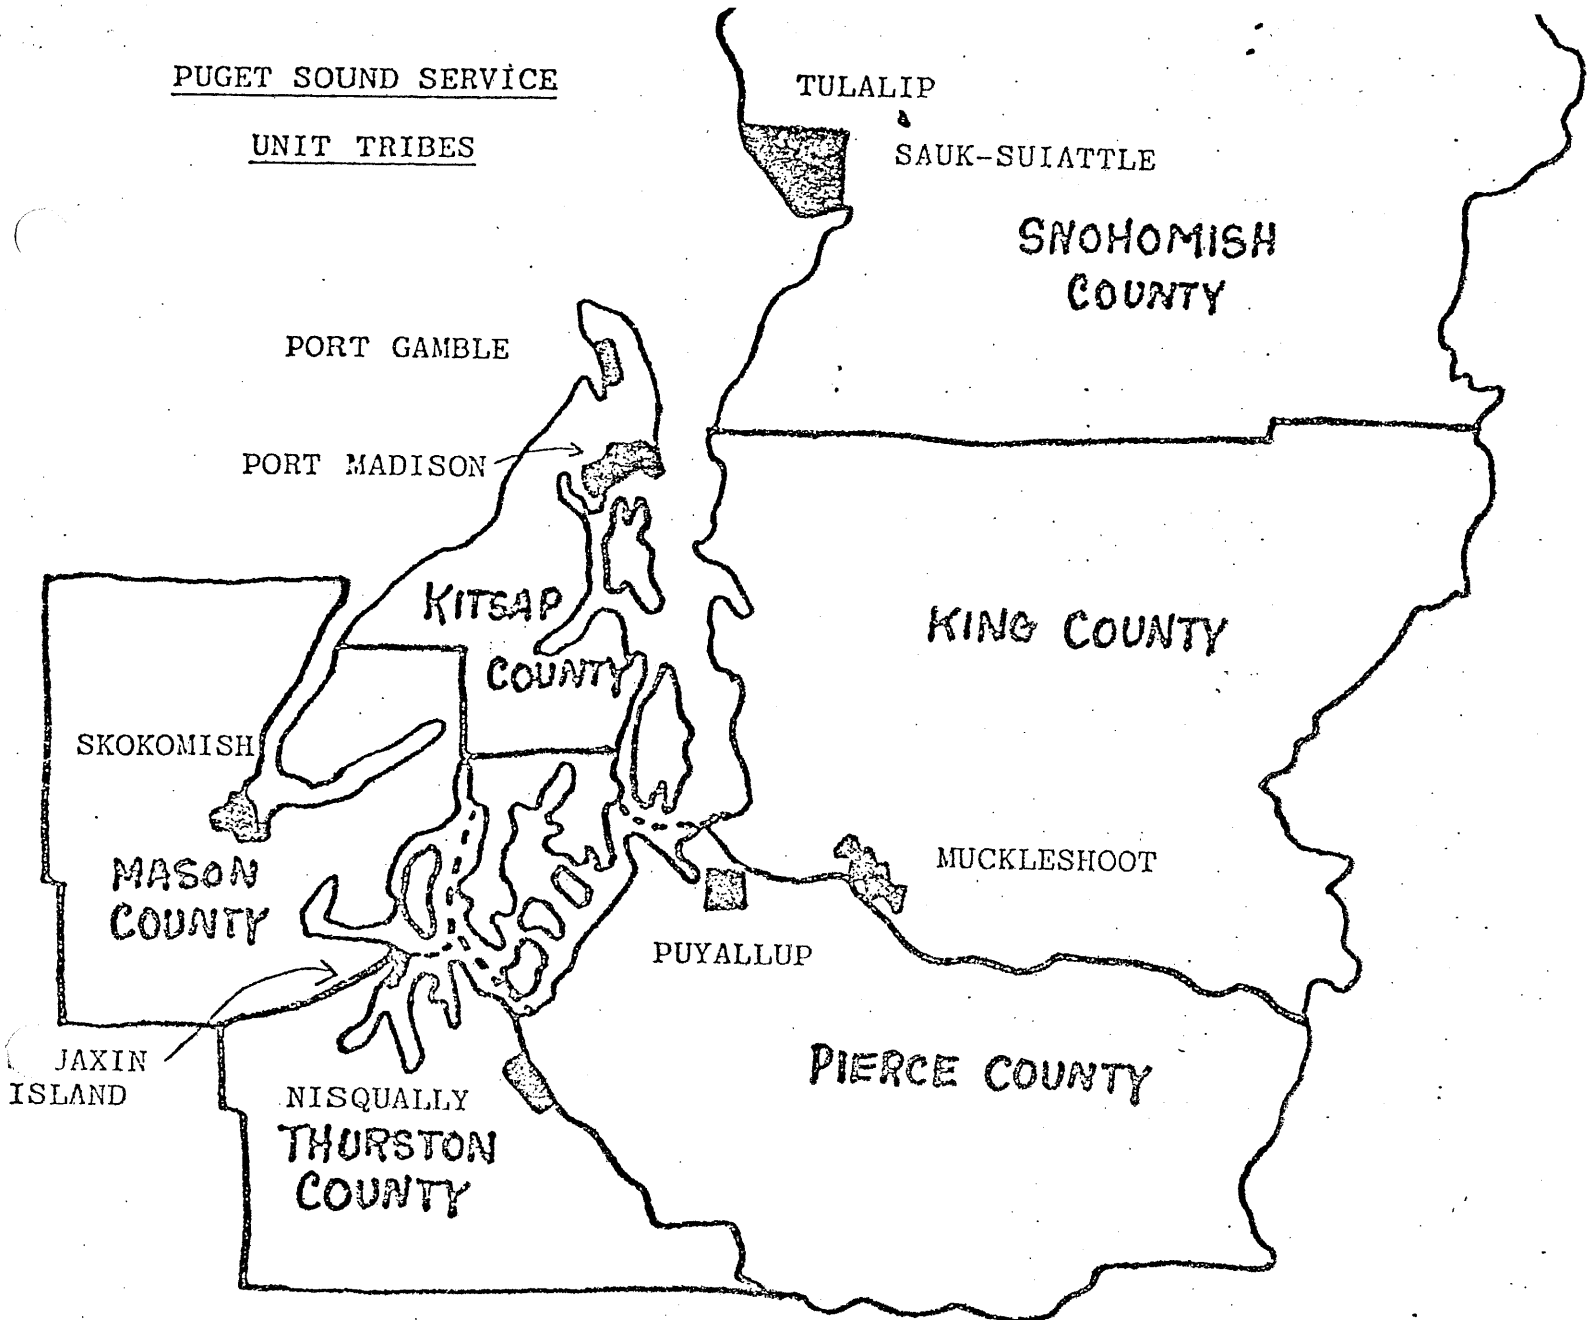 PUGET SOUND SERVICE
UNIT TRIBES
TULALIP
SAUK-SUIATTLE
SNOHOMISH
COUNTY
PORT GAMBLE
PORT MADISON
KITSAP
COUNTY
KING COUNTY
SKOKOMISH
MASON
COUNTY
MUCKLESHOOT
PUYALLUP
JAXIN
ISLAND
NISQUALLY
THURSTON
COUNTY
PIERCE COUNTY